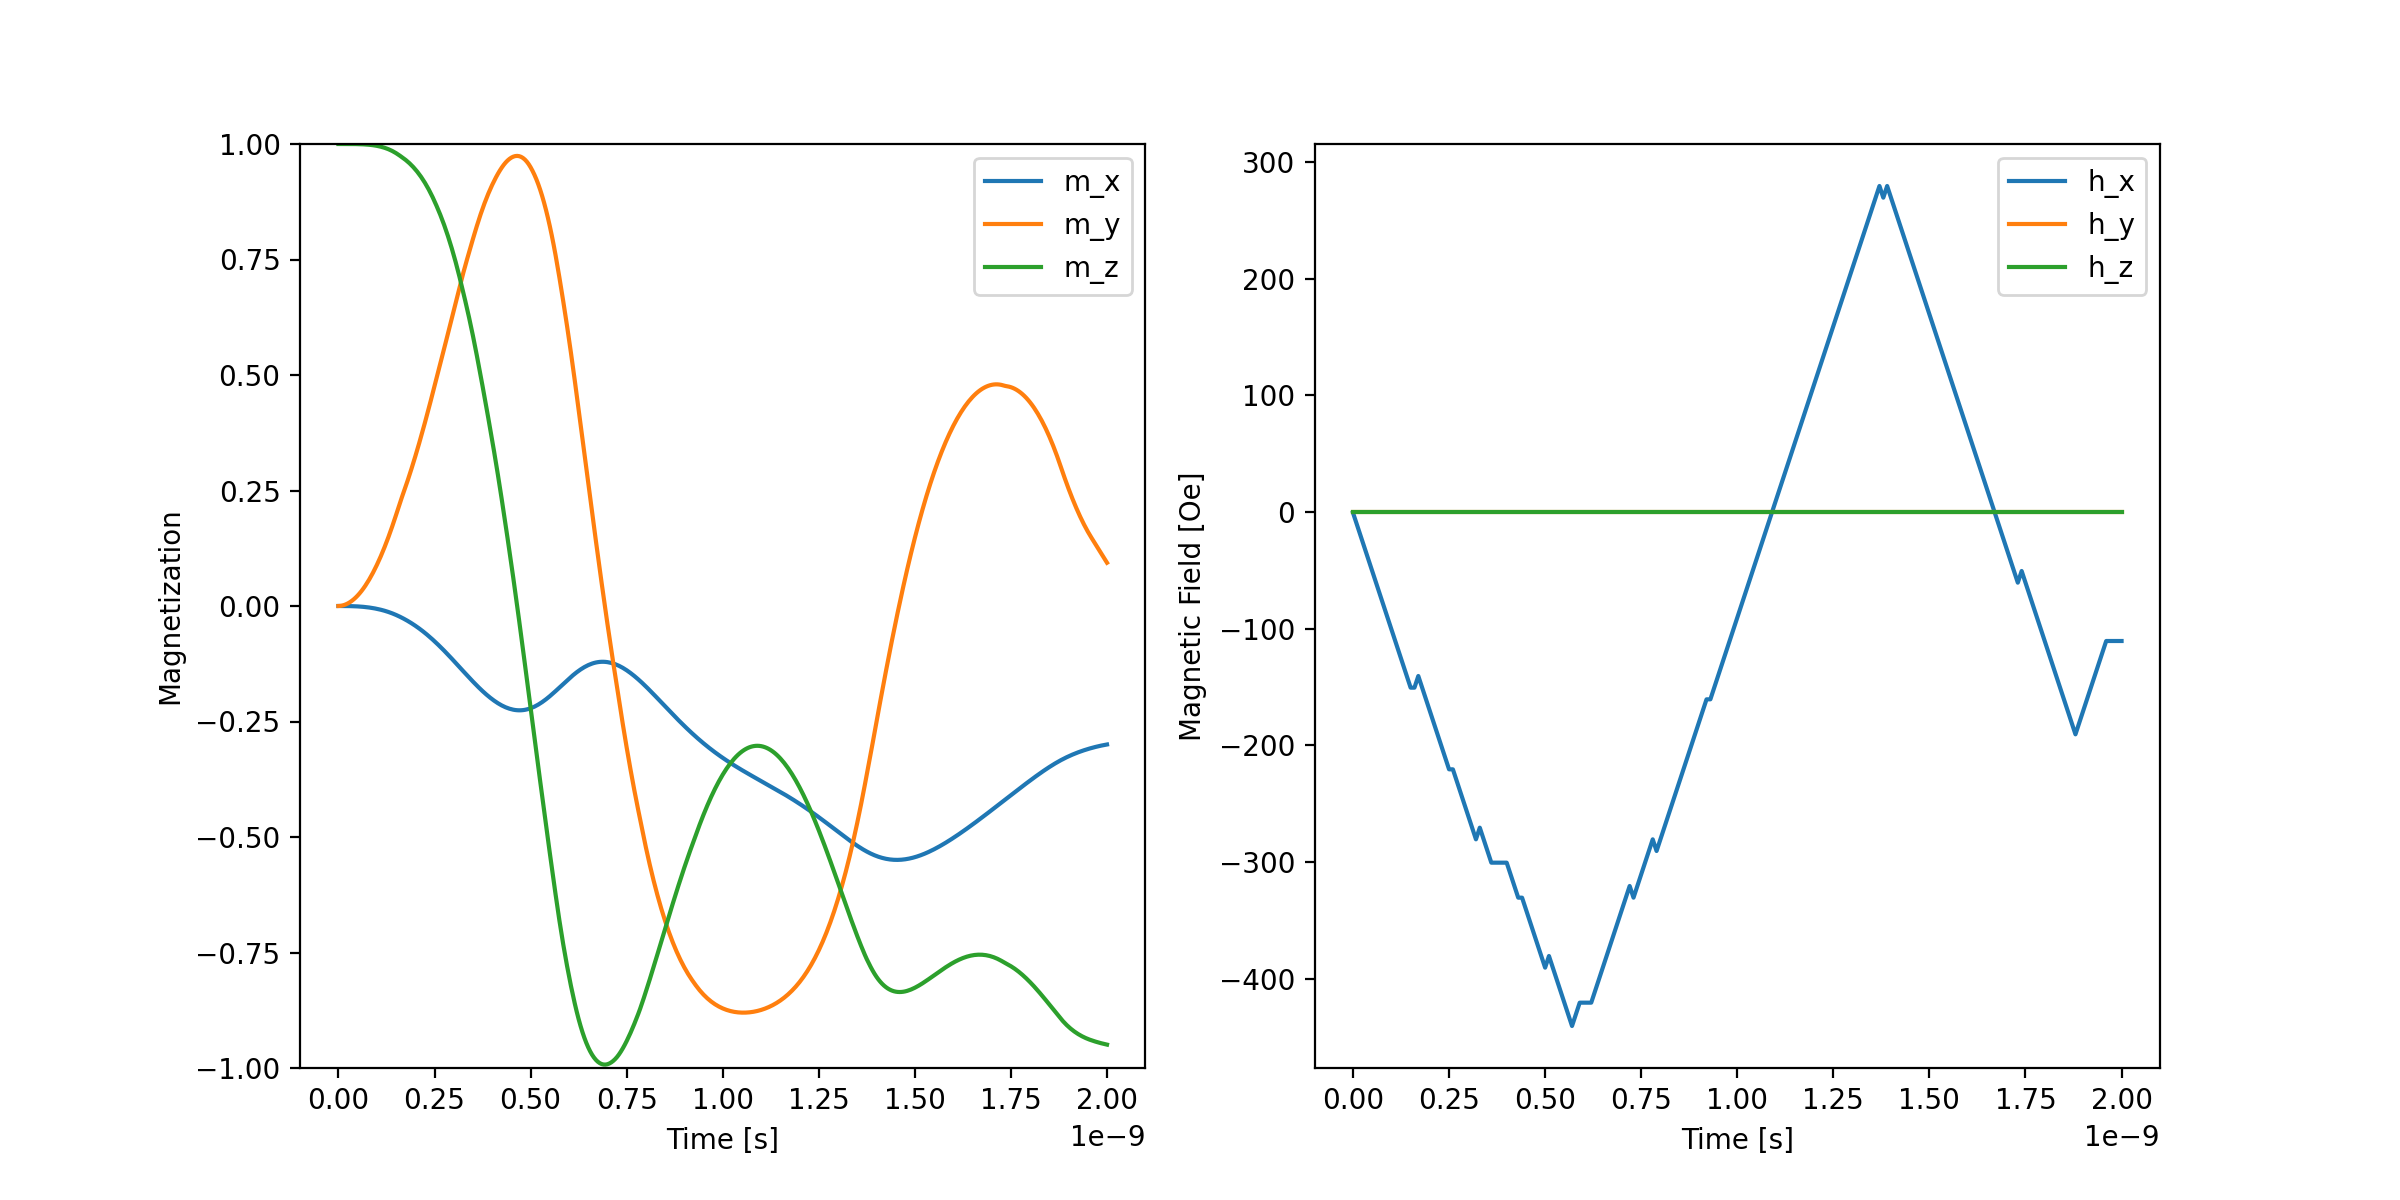 Magnetization
1.00
0.75
0.50
0.25
0.00
−0.25
−0.50
−0.75
−1.00
m_x
m_y
m_z
0.00 0.25 0.50 0.75 1.00 1.25 1.50 1.75 2.00
Time [s]
1e−9
Magnetic Field [Oe]
300
200
100
0
−100
−200
−300
−400
h_x
h_y
h_z
0.00 0.25 0.50 0.75 1.00 1.25 1.50 1.75 2.00
Time [s]
1e−9